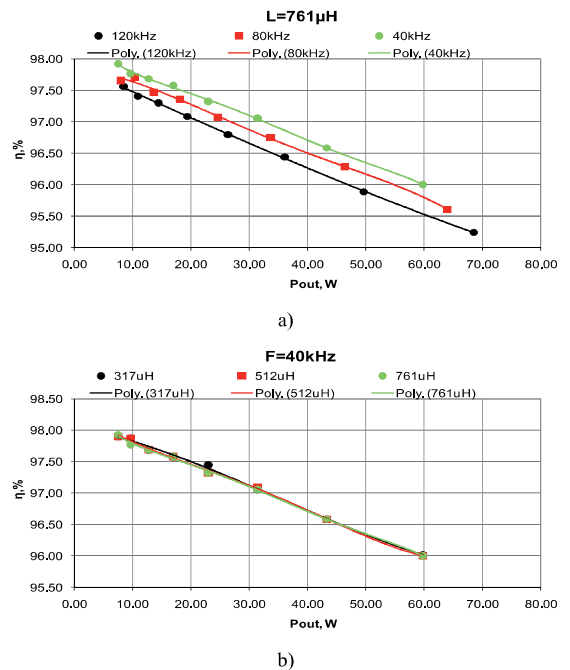 L=761µH
120kHz 80kHz 40kHz
Poly. (120kHz) Poly. (80kHz) Poly. (40kHz)
98.00
97.50
97.00
96.50
96.00
95.50
95.00
η,%
0.00 10.00 20.00 30.00 40.00 50.00 60.00 70.00 80.00
Pout, W
a)
F=40kHz
317uH 512uH 761uH
Poly. (317uH) Poly. (512uH) Poly. (761uH)
98.50
98.00
97.50
97.00
96.50
96.00
95.50
η,%
0.00 10.00 20.00 30.00 40.00 50.00 60.00 70.00 80.00
Pout, W
b)